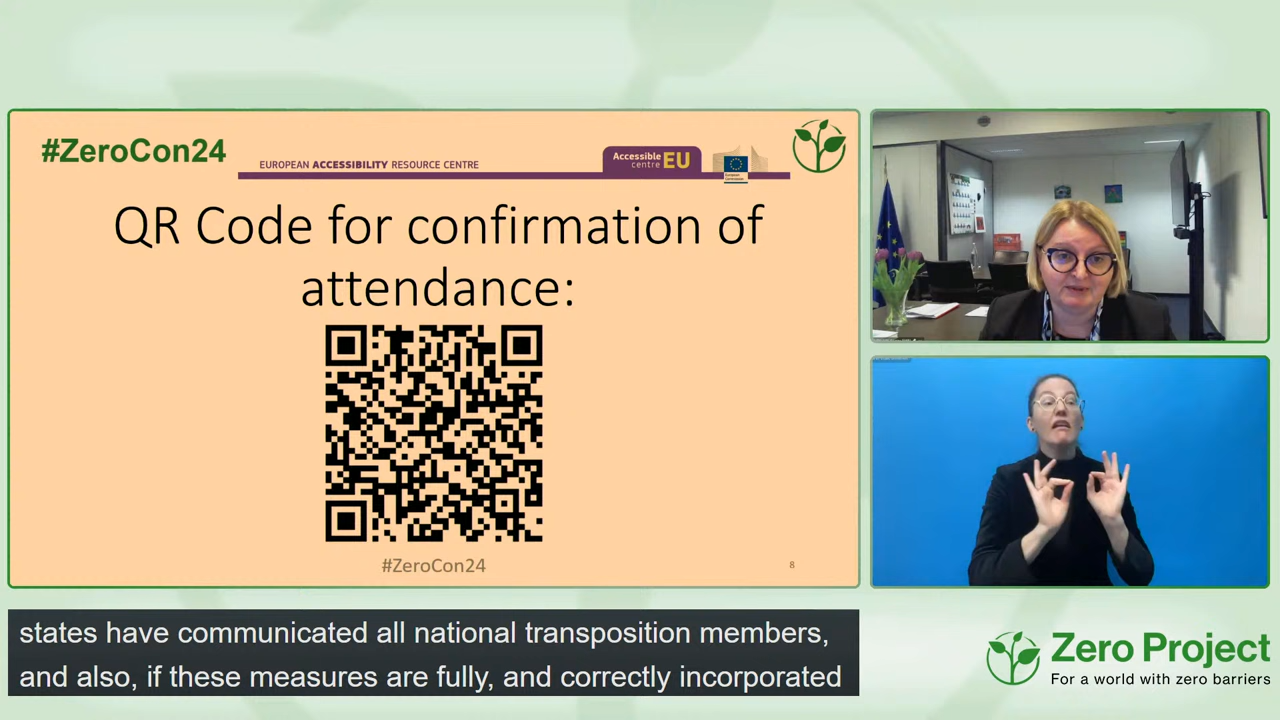 #ZeroCon24
EUROPEAN ACCESSIBILITY RESOURCE CENTRE
Accessible
centre EU
European
Commission
QR Code for confirmation of
attendance:
#ZeroCon24
8
states have communicated all national transposition members,
and also, if these measures are fully, and correctly incorporated
Zero Project
For a world with zero barriers